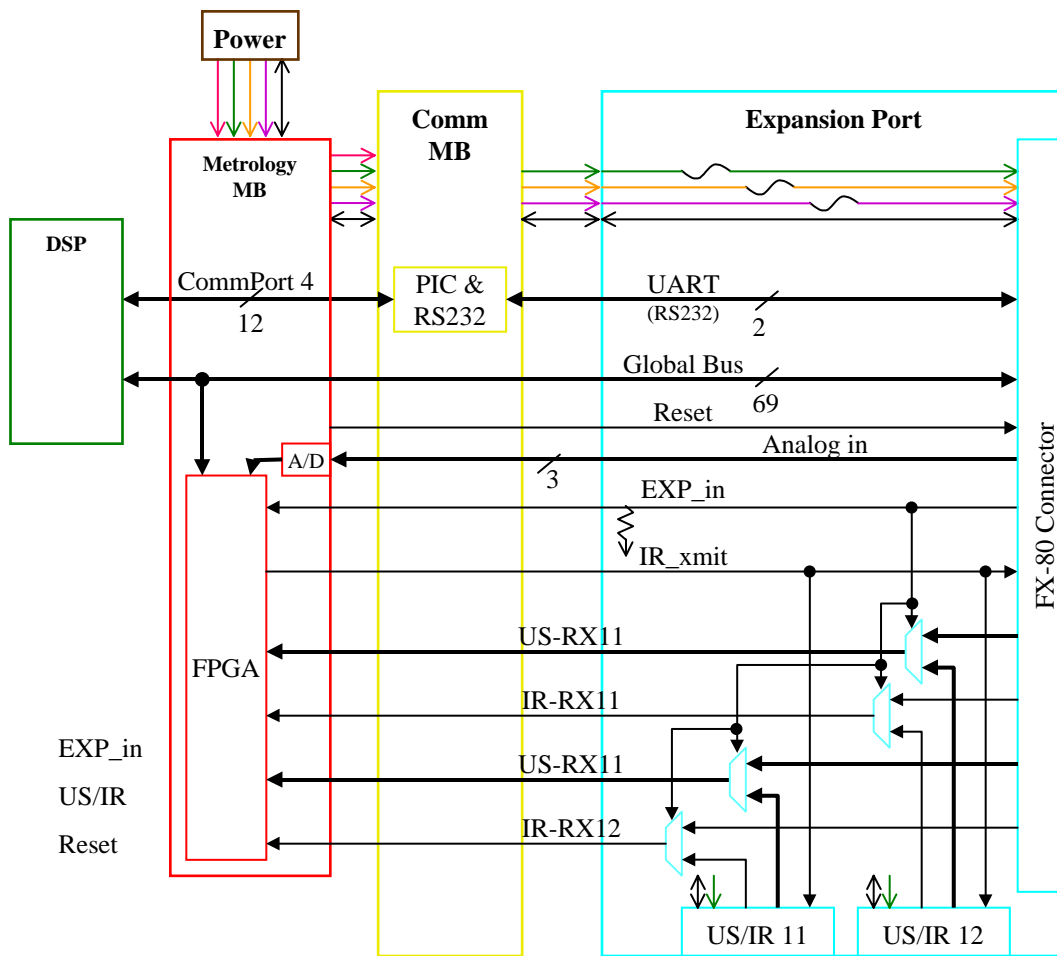 Power
Comm
MB
Expansion Port
Metrology
MB
DSP
CommPort 4
12
PIC &
RS232
UART
(RS232)
2
Global Bus
69
Reset
Analog in
A/D
3
EXP_in
IR_xmit
FX-80 Connector
US-RX11
FPGA
IR-RX11
EXP_in
US-RX11
US/IR
IR-RX12
Reset
US/IR 11
US/IR 12